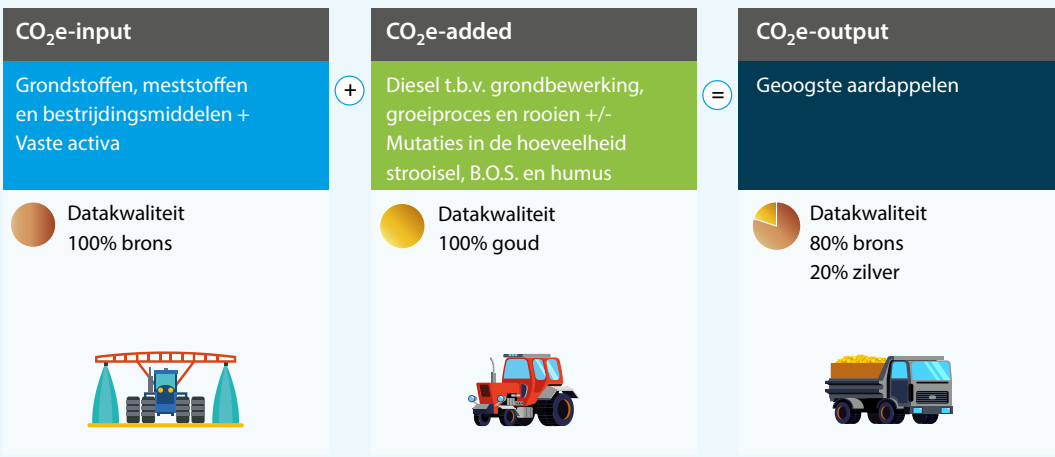 CO₂e-input
Grondstoffen, meststoffen
en bestrijdingsmiddelen +
Vaste activa
Datakwaliteit
100% brons
+
CO₂e-added
Diesel t.b.v. grondbewerking,
groeiproces en rooien +/-
Mutaties in de hoeveelheid
strooisel, B.O.S. en humus
Datakwaliteit
100% goud
=
CO₂e-output
Geoogste aardappelen
Datakwaliteit
80% brons
20% zilver